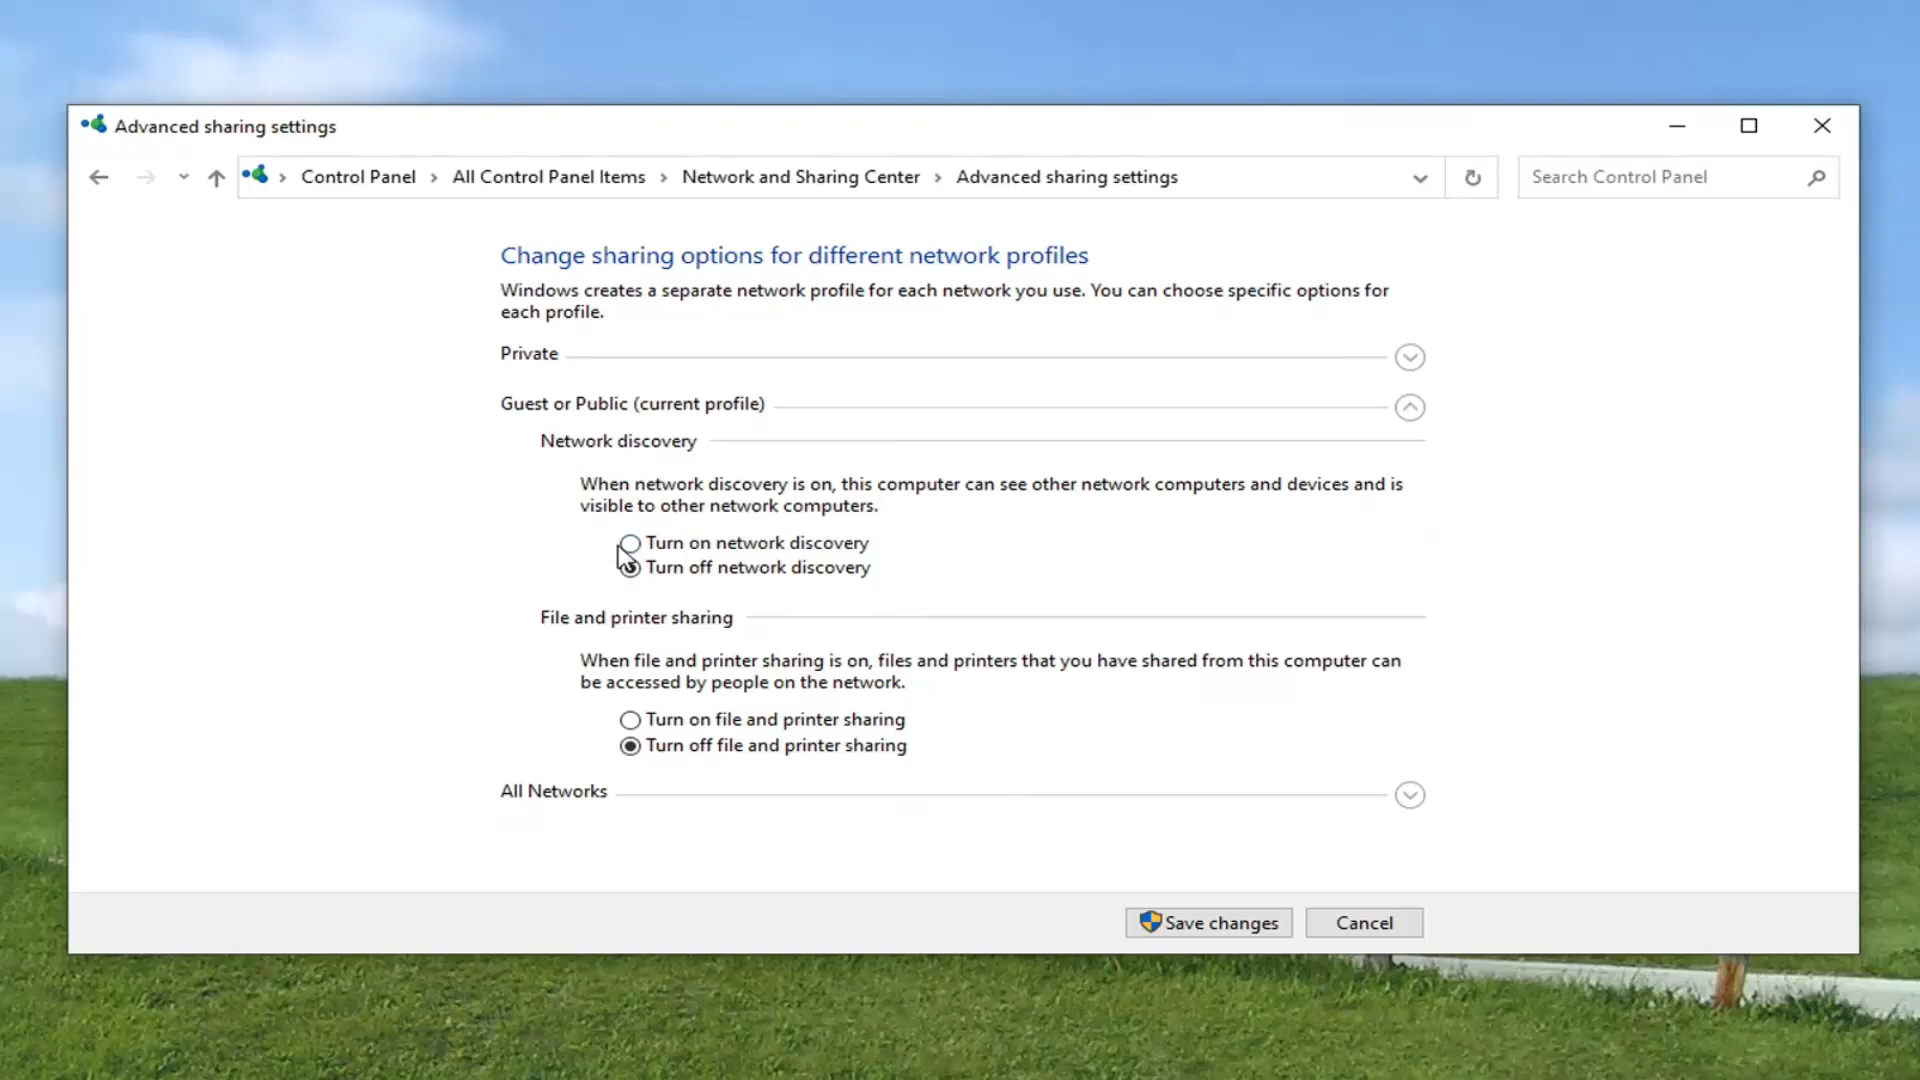 Advanced sharing settings
Control Panel > All Control Panel Items > Network and Sharing Center > Advanced sharing settings
Search Control Panel
Change sharing options for different network profiles
Windows creates a separate network profile for each network you use. You can choose specific options for
each profile.
Private
Guest or Public (current profile)
Network discovery
When network discovery is on, this computer can see other network computers and devices and is
visible to other network computers.
Turn on network discovery
Turn off network discovery
File and printer sharing
When file and printer sharing is on, files and printers that you have shared from this computer can
be accessed by people on the network.
Turn on file and printer sharing
Turn off file and printer sharing
All Networks
Save changes
Cancel